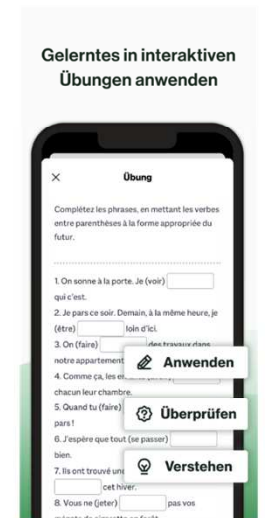 Gelerntes in interaktiven
Übungen anwenden
Übung
Complétez les phrases, en mettant les verbes
entre parenthèses à la forme appropriée du
futur.
1. On sonne à la porte. Je (voir)
qui c'est.
2. Je pars ce soir. Demain, à la même heure, je
(être) loin d'ici.
3. On (faire) des travaux dans
notre appartement
Anwenden
4. Comme ça, les
chacun leur chambre.
5. Quand tu (faire)
Überprüfen
pars !
6. J'espère que tout (se passer)
bien.
Verstehen
7. Ils ont trouvé
cet hiver.
8. Vous ne (jeter) pas vos